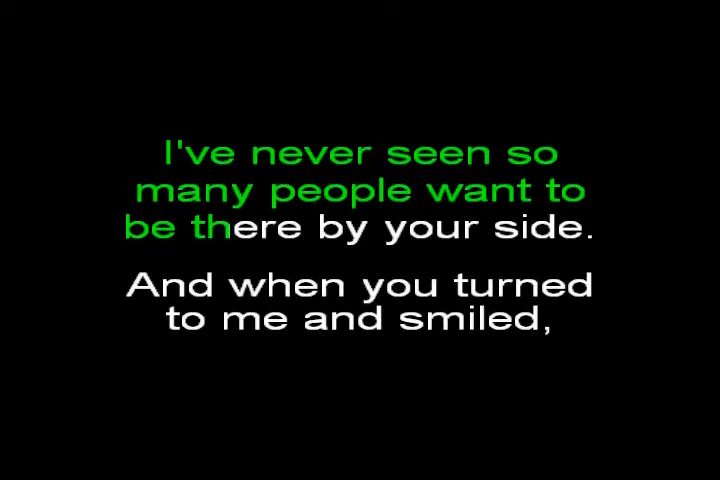 I've never seen so
many people want to
be there by your side.
And when you turned
to me and smiled,